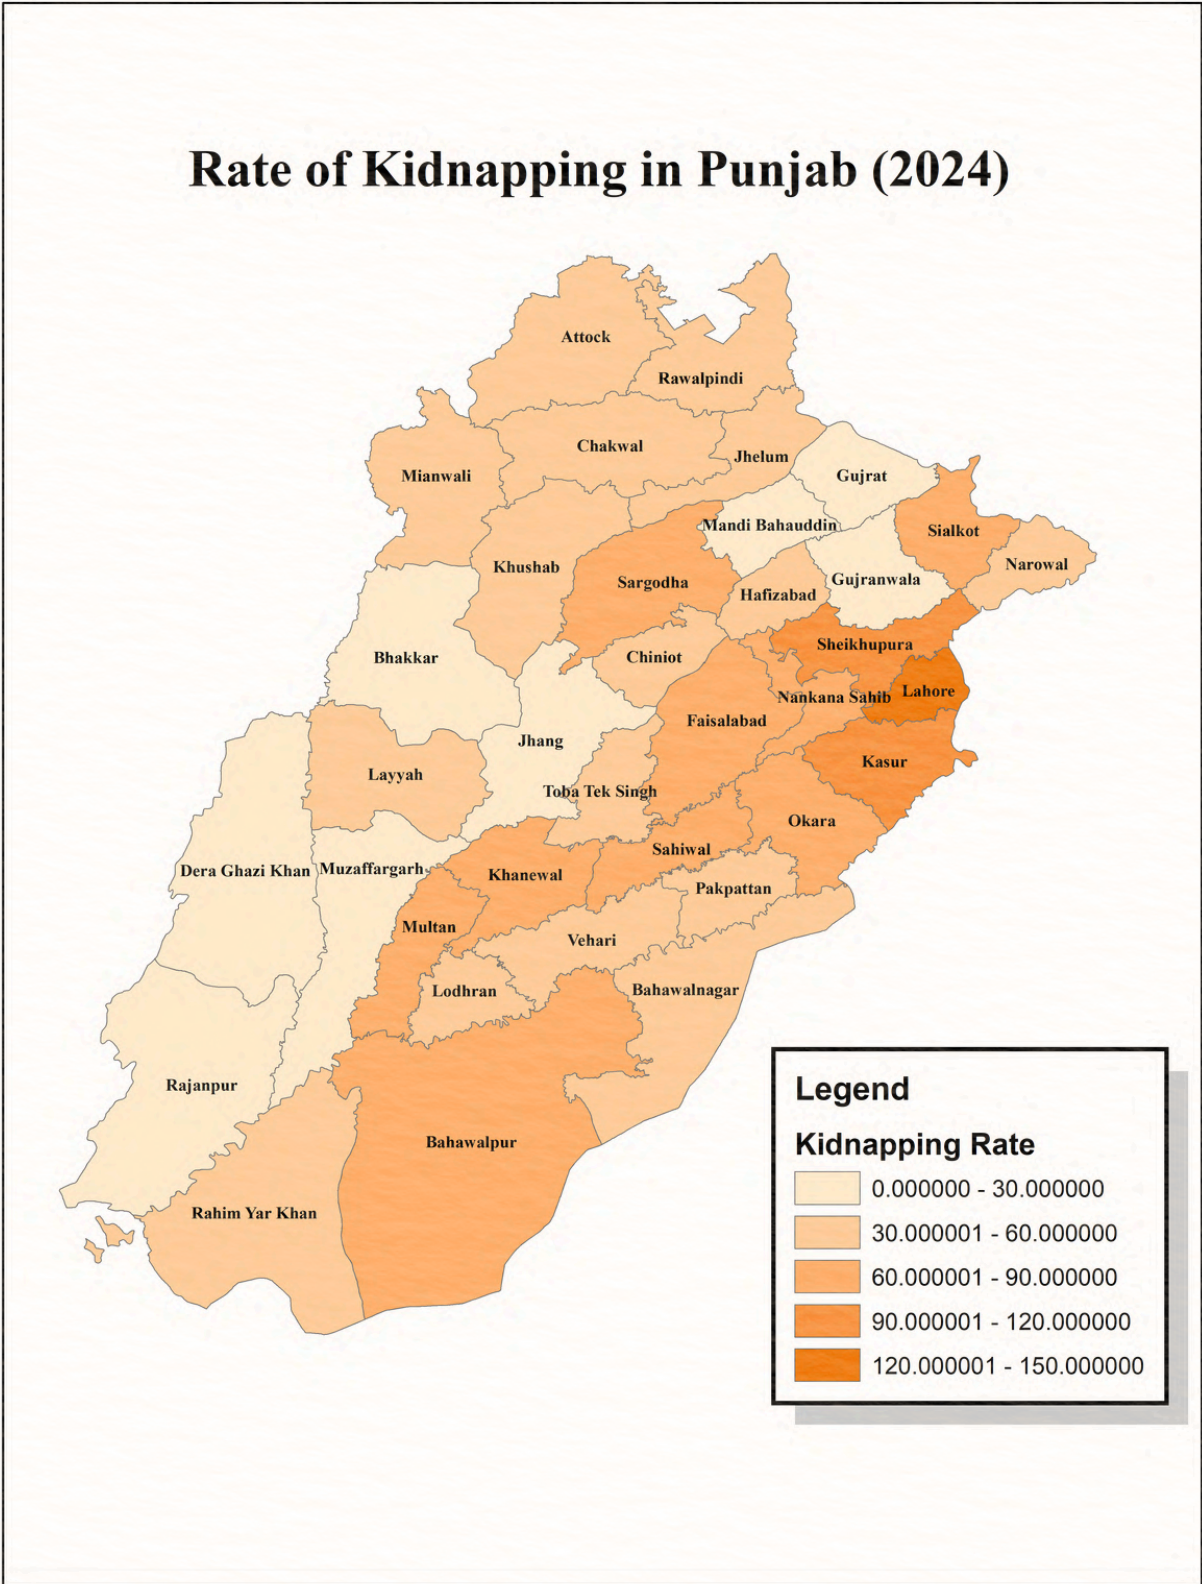 Rate of Kidnapping in Punjab (2024)
Attock
Rawalpindi
Chakwal
Jhelum
Mianwali
Gujrat
Mandi Bahauddin
Sialkot
Khushab
Narowal
Sargodha
Gujranwala
Hafizabad
Sheikhupura
Bhakkar
Chiniot
Nankana Sahib
Lahore
Faisalabad
Jhang
Kasur
Layyah
Toba Tek Singh
Okara
Sahiwal
Dera Ghazi Khan
Muzaffargarh
Khanewal
Pakpattan
Multan
Vehari
Lodhran
Bahawalnagar
Rajanpur
Bahawalpur
Rahim Yar Khan
Legend
Kidnapping Rate
0.000000 - 30.000000
30.000001 - 60.000000
60.000001 - 90.000000
90.000001 - 120.000000
120.000001 - 150.000000